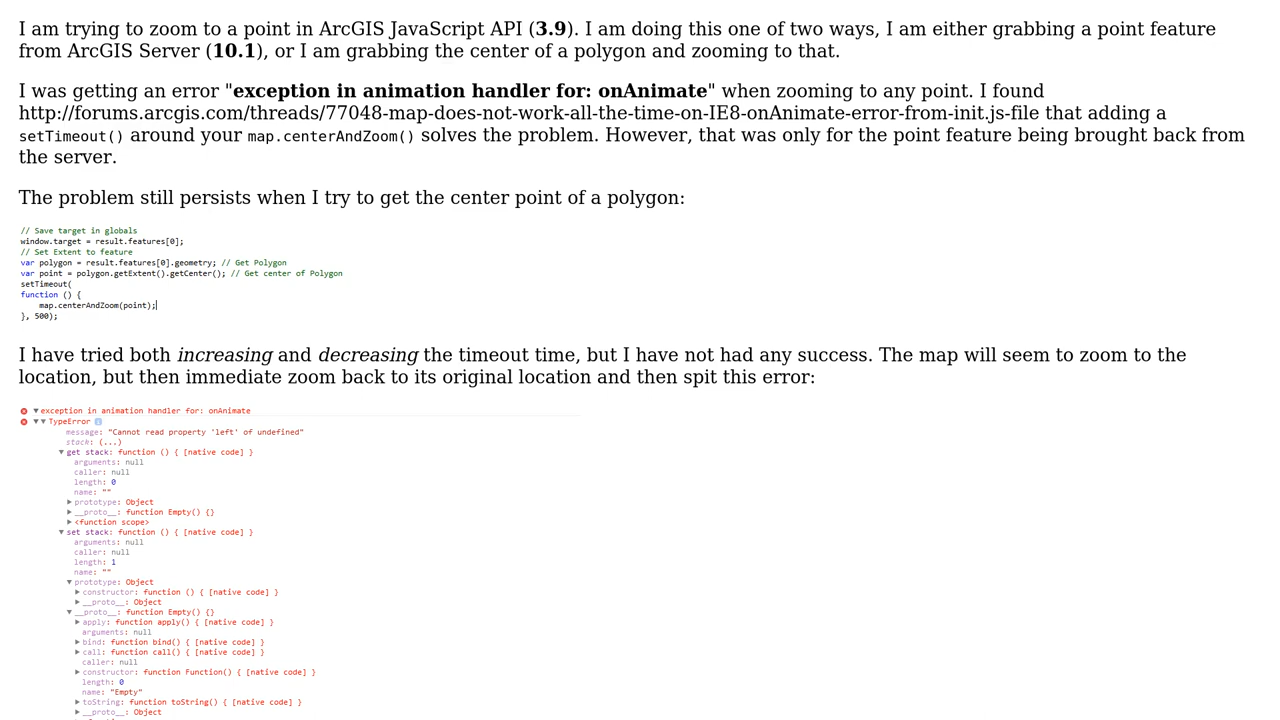 I am trying to zoom to a point in ArcGIS JavaScript API (3.9). I am doing this one of two ways, I am either grabbing a point feature
from ArcGIS Server (10.1), or I am grabbing the center of a polygon and zooming to that.
I was getting an error "exception in animation handler for: onAnimate" when zooming to any point. I found
http://forums.arcgis.com/threads/77048-map-does-not-work-all-the-time-on-IE8-onAnimate-error-from-init.js-file that adding a
setTimeout() around your map.centerAndZoom() solves the problem. However, that was only for the point feature being brought back from
the server.
The problem still persists when I try to get the center point of a polygon:
// Save target in globals
window.target = result.features[0];
// Set Extent to feature
var polygon = result.features[0].geometry; // Get Polygon
var point = polygon.getExtent().getCenter(); // Get center of Polygon
setTimeout(
function () {
map.centerAndZoom(point);
}, 500);
I have tried both increasing and decreasing the timeout time, but I have not had any success. The map will seem to zoom to the
location, but then immediate zoom back to its original location and then spit this error:
exception in animation handler for: onAnimate
TypeError
message: "Cannot read property 'left' of undefined"
stack: (...)
get stack: function () { [native code] }
arguments: null
caller: null
length: 0
name: ""
prototype: Object
__proto__: function Empty() {}
<function scope>
set stack: function () { [native code] }
arguments: null
caller: null
length: 1
name: ""
prototype: Object
constructor: function () { [native code] }
__proto__: Object
__proto__: function Empty() {}
apply: function apply() { [native code] }
arguments: null
bind: function bind() { [native code] }
call: function call() { [native code] }
caller: null
constructor: function Function() { [native code] }
length: 0
name: "Empty"
toString: function toString() { [native code] }
__proto__: Object